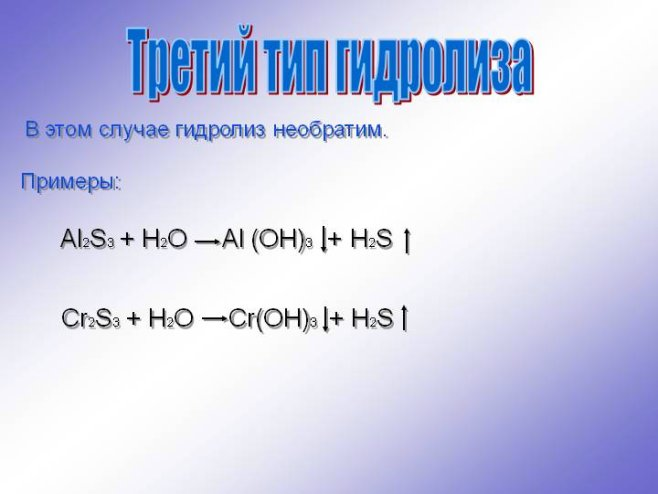 Третий тип гидролиза
В этом случае гидролиз необратим.
Примеры:
Al₂S₃ + H₂O → Al (OH)₃ ↓+ H₂S ↑
Cr₂S₃ + H₂O → Cr(OH)₃ ↓+ H₂S ↑